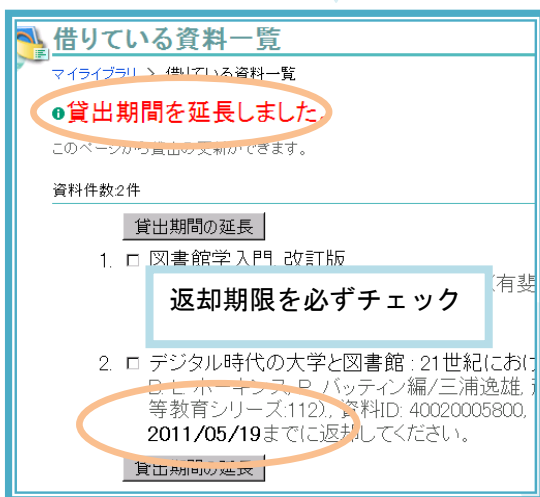 借りている資料一覧
マイライブラリ > 借りている資料一覧
貸出期間を延長しました。
このページから貸出の更新ができます。
資料件数:2件
貸出期間の延長
1. 図書館学入門 改訂版
(有斐
返却期限を必ずチェック
2. デジタル時代の大学と図書館 : 21世紀におけ
B. L. ホーキンス, P. バッティン編/三浦逸雄,
等教育シリーズ:112)., 資料ID: 40020005800,
2011/05/19までに返却してください。
貸出期間の延長